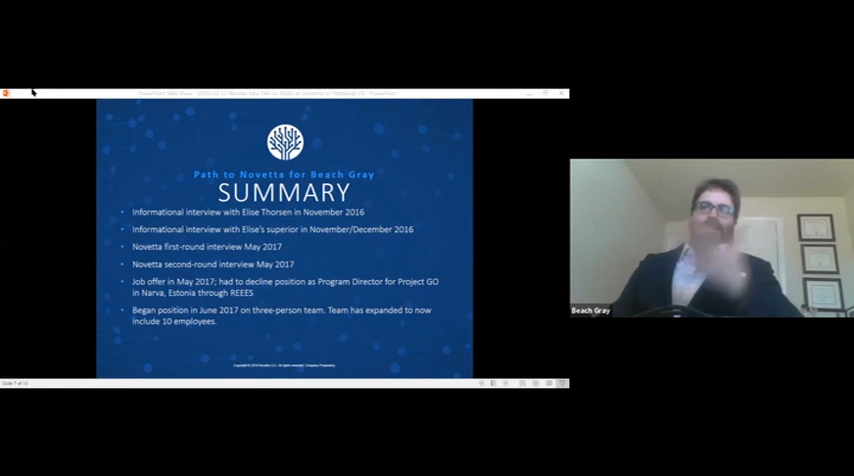 Path to Novetta for Beach Gray
SUMMARY
• Informational interview with Elise Thorsen in November 2016
• Informational interview with Elise's superior in November/December 2016
• Novetta first-round interview May 2017
• Novetta second-round interview May 2017
• Job offer in May 2017; had to decline position as Program Director for Project GO
in Narva, Estonia through REEES
• Began position in June 2017 on three-person team. Team has expanded to now
include 10 employees.
Beach Gray